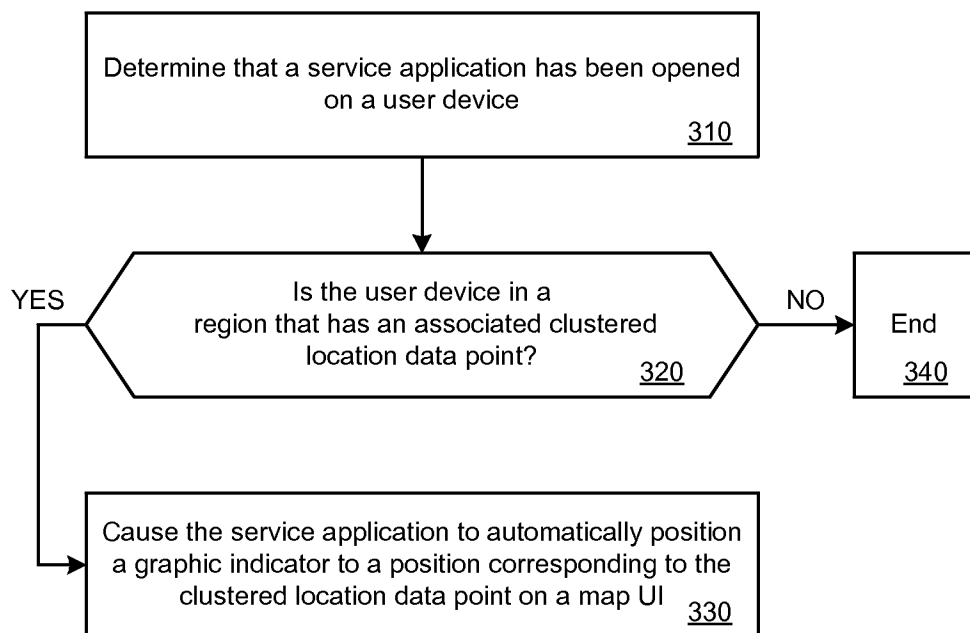 Determine that a service application has been opened
on a user device
310
YES
Is the user device in a
region that has an associated clustered
location data point?
320
NO
End
340
Cause the service application to automatically position
a graphic indicator to a position corresponding to the
clustered location data point on a map UI
330